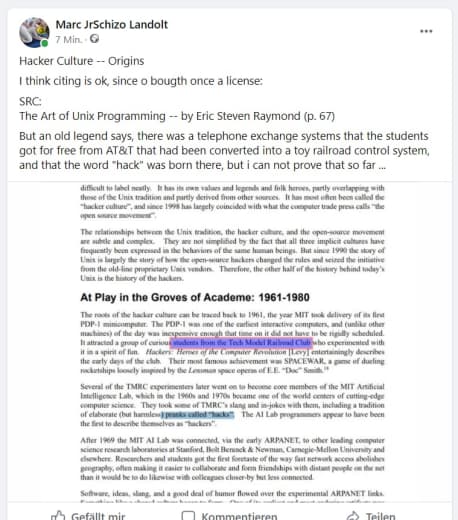 Marc JrSchizo Landolt
7 Min. ·
Hacker Culture -- Origins
I think citing is ok, since o bougth once a license:
SRC:
The Art of Unix Programming -- by Eric Steven Raymond (p. 67)
But an old legend says, there was a telephone exchange systems that the students
got for free from AT&T that had been converted into a toy railroad control system,
and that the word "hack" was born there, but i can not prove that so far ...
difficult to label neatly. It has its own values and legends and folk heroes, partly overlapping with
those of the Unix tradition and partly derived from other sources. It has most often been called the
"hacker culture", and since 1998 has largely coincided with what the computer trade press calls "the
open source movement".
The relationships between the Unix tradition, the hacker culture, and the open-source movement
are subtle and complex. They are not simplified by the fact that all three implicit cultures have
frequently been expressed in the behaviors of the same human beings. But since 1990 the story of
Unix is largely the story of how the open-source hackers changed the rules and seized the initiative
from the old-line proprietary Unix vendors. Therefore, the other half of the history behind today's
Unix is the history of the hackers.
At Play in the Groves of Academe: 1961-1980
The roots of the hacker culture can be traced back to 1961, the year MIT took delivery of its first
PDP-1 minicomputer. The PDP-1 was one of the earliest interactive computers, and (unlike other
machines) of the day was inexpensive enough that time on it did not have to be rigidly scheduled.
It attracted a group of curious students from the Tech Model Railroad Club who experimented with
it in a spirit of fun. Hackers: Heroes of the Computer Revolution [Levy] entertainingly describes
the early days of the club. Their most famous achievement was SPACEWAR, a game of dueling
rocketships loosely inspired by the Lensman space operas of E.E. "Doc" Smith.
Several of the TMRC experimenters later went on to become core members of the MIT Artificial
Intelligence Lab, which in the 1960s and 1970s became one of the world centers of cutting-edge
computer science. They took some of TMRC's slang and in-jokes with them, including a tradition
of elaborate (but harmless) pranks called "hacks". The AI Lab programmers appear to have been
the first to describe themselves as "hackers".
After 1969 the MIT AI Lab was connected, via the early ARPANET, to other leading computer
science research laboratories at Stanford, Bolt Beranek & Newman, Carnegie-Mellon University and
elsewhere. Researchers and students got the first foretaste of the way fast network access abolishes
geography, often making it easier to collaborate and form friendships with distant people on the net
than it would be to do likewise with colleagues closer-by but less connected.
Software, ideas, slang, and a good deal of humor flowed over the experimental ARPANET links.
Gefällt mir
Kommentieren
Teilen